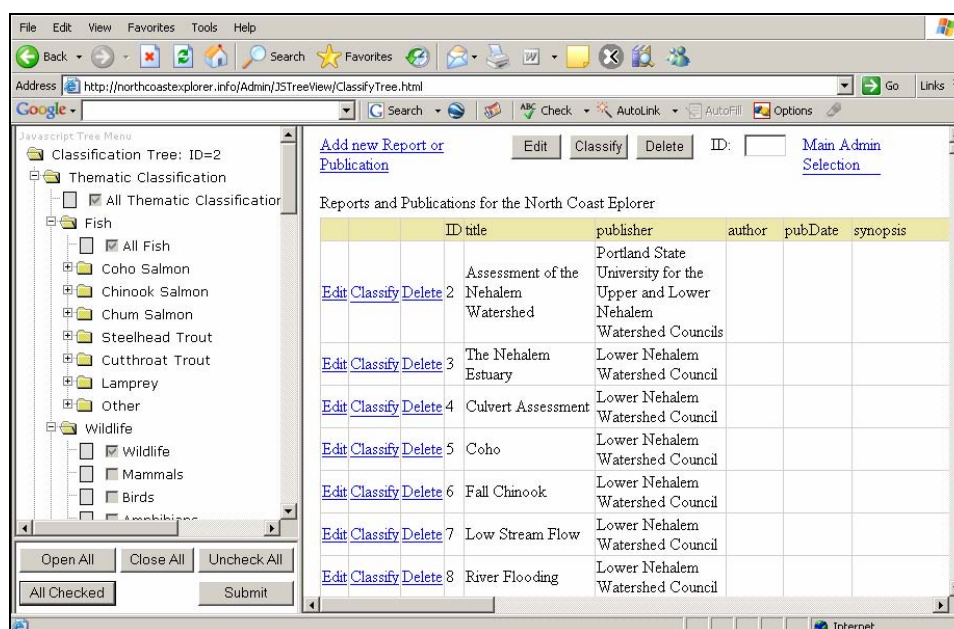 File Edit View Favorites Tools Help
Back Search Favorites
Address http://northcoastexplorer.info/Admin/JSTreeView/ClassifyTree.html Go Links
Google Search ABC Check AutoLink AutoFill Options
Javascript Tree Menu
Classification Tree: ID=2
Thematic Classification
All Thematic Classification
Fish
All Fish
Coho Salmon
Chinook Salmon
Chum Salmon
Steelhead Trout
Cutthroat Trout
Lamprey
Other
Wildlife
Wildlife
Mammals
Birds
Amphibians
Open All Close All Uncheck All
All Checked Submit
Add new Report or
Publication
Edit Classify Delete ID: Main Admin
Selection
Reports and Publications for the North Coast Eplorer
ID title publisher author pubDate synopsis
Edit Classify Delete 2 Assessment of the
Nehalem
Watershed
Portland State
University for the
Upper and Lower
Nehalem
Watershed Councils
Edit Classify Delete 3 The Nehalem
Estuary
Lower Nehalem
Watershed Council
Edit Classify Delete 4 Culvert Assessment
Lower Nehalem
Watershed Council
Edit Classify Delete 5 Coho
Lower Nehalem
Watershed Council
Edit Classify Delete 6 Fall Chinook
Lower Nehalem
Watershed Council
Edit Classify Delete 7 Low Stream Flow
Lower Nehalem
Watershed Council
Edit Classify Delete 8 River Flooding
Lower Nehalem
Watershed Council
Internet